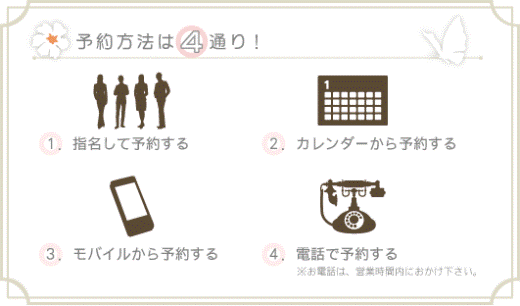 予約方法は4通り!
1
1. 指名して予約する
2. カレンダーから予約する
3. モバイルから予約する
4. 電話で予約する
※お電話は、営業時間内におかけ下さい。